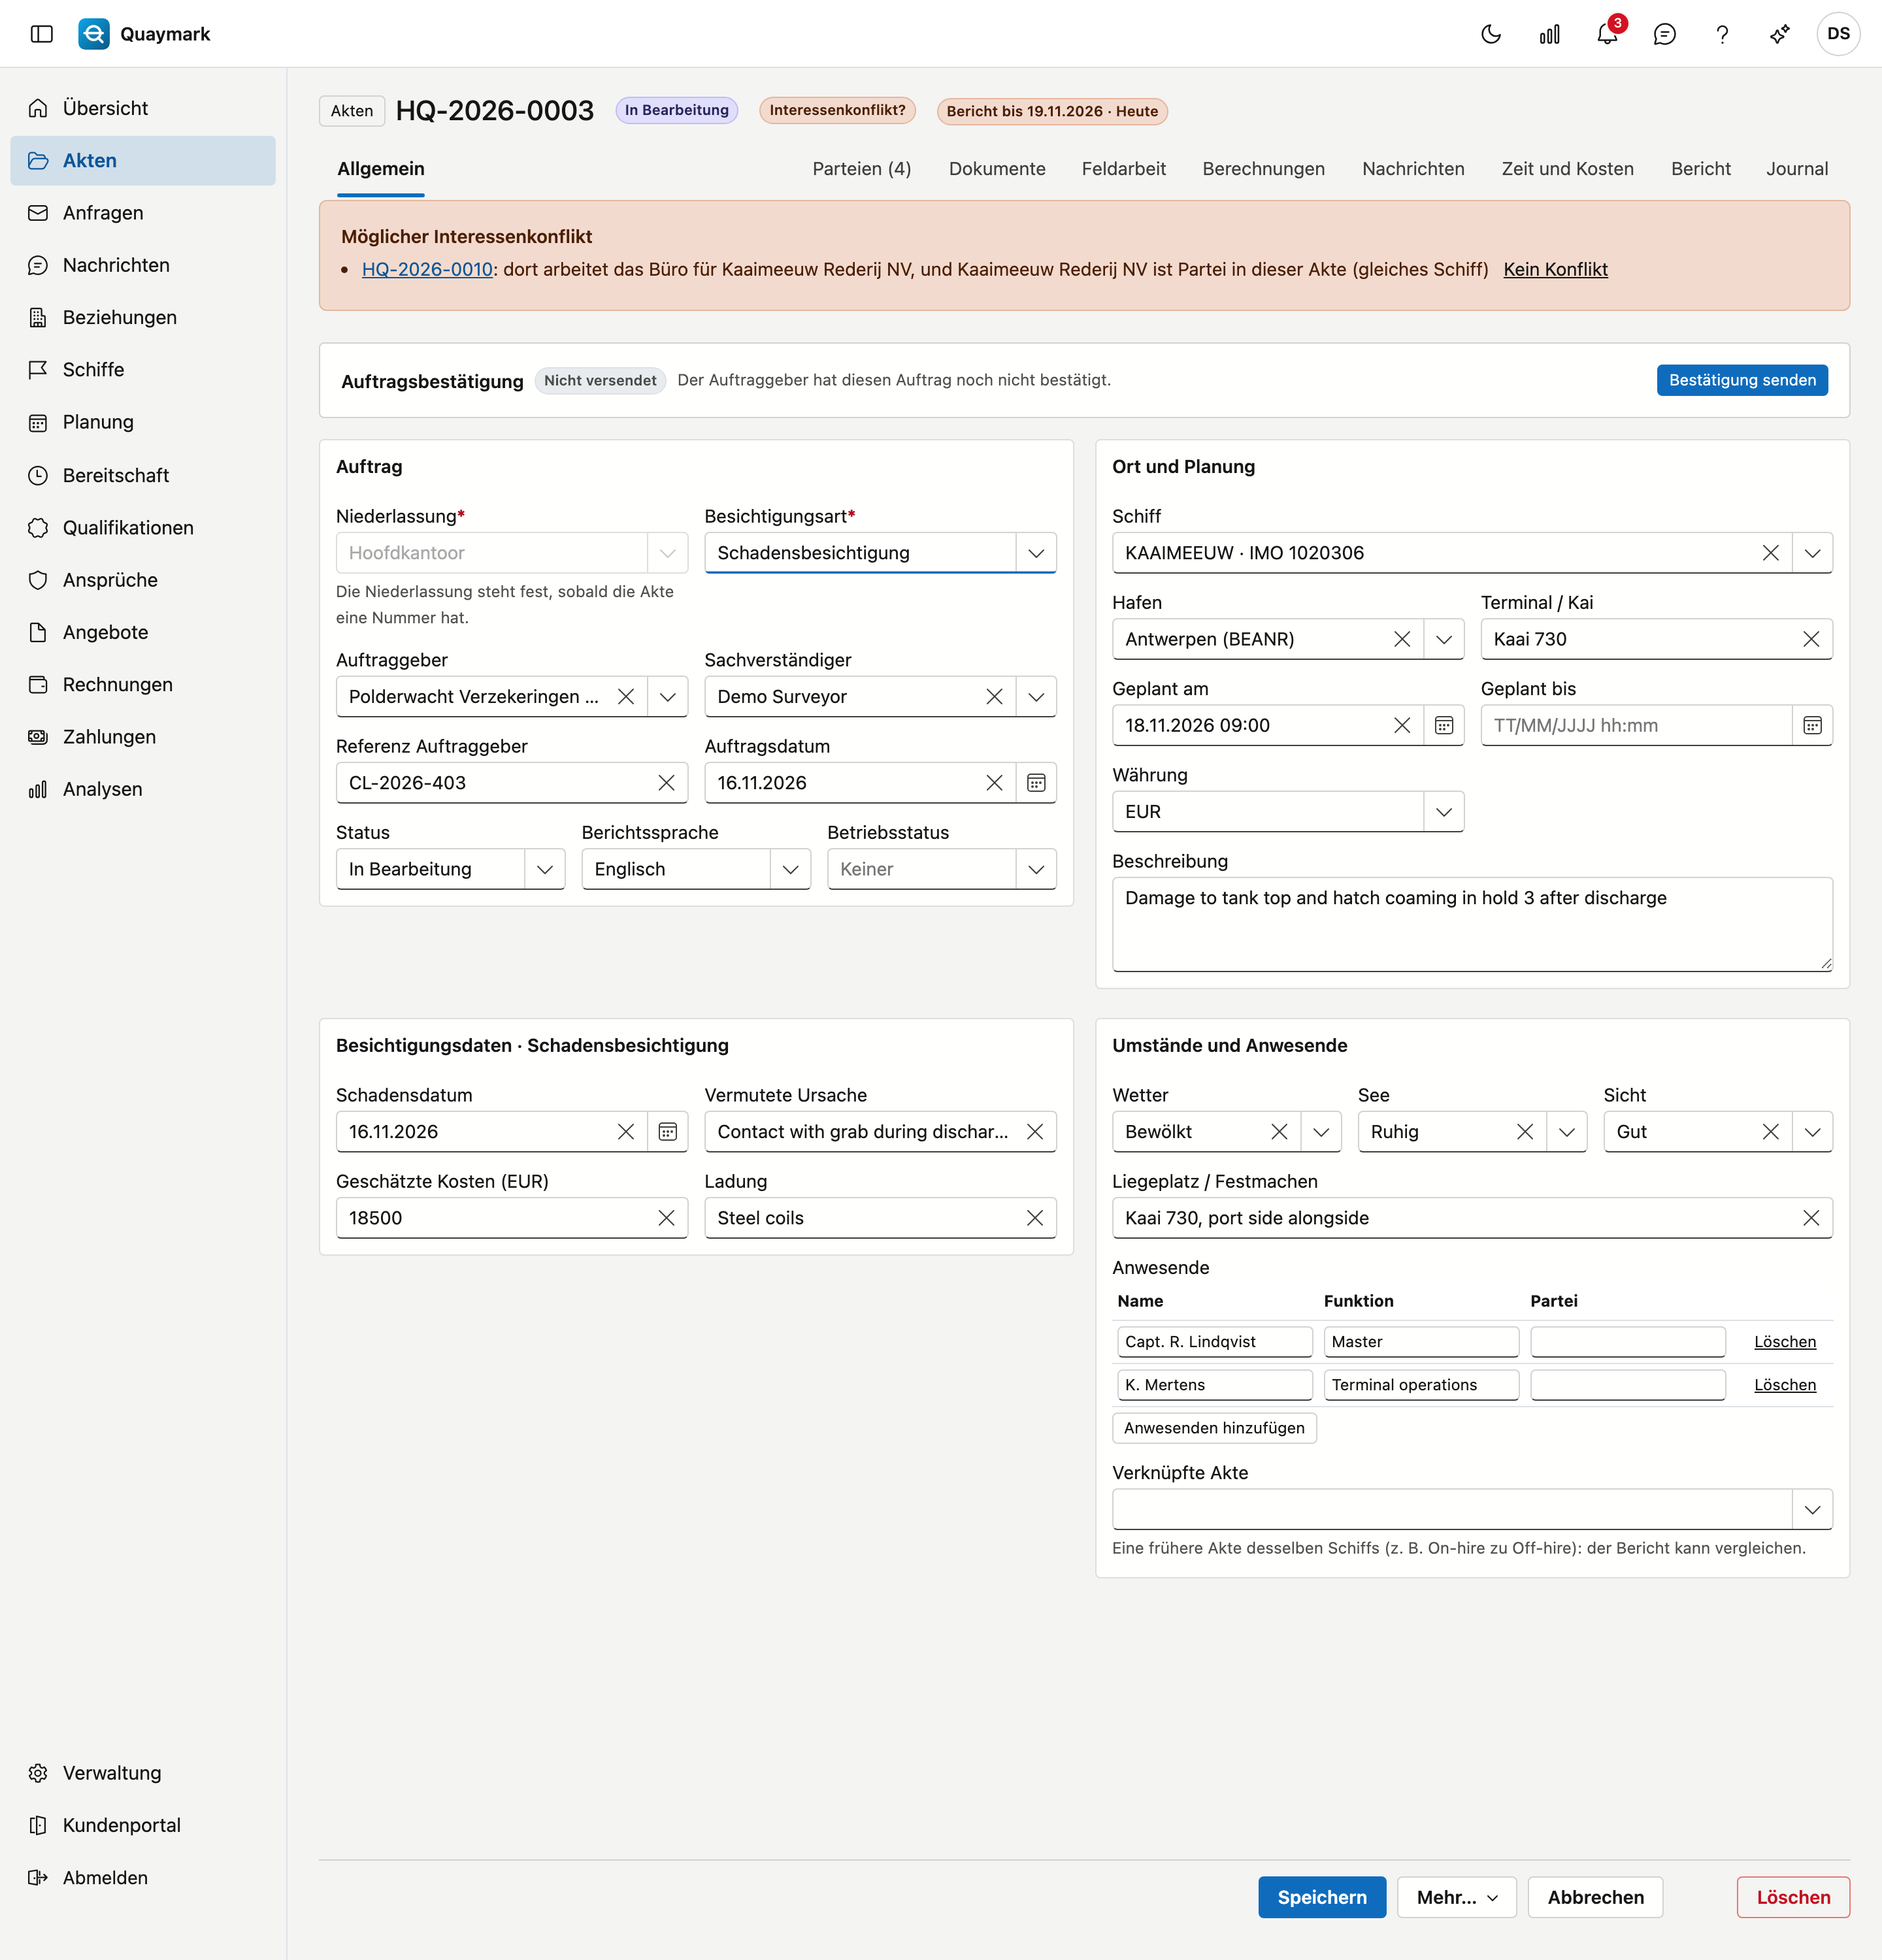 Quaymark
3
DS
Übersicht
Akten
Anfragen
Nachrichten
Beziehungen
Schiffe
Planung
Bereitschaft
Qualifikationen
Ansprüche
Angebote
Rechnungen
Zahlungen
Analysen
Verwaltung
Kundenportal
Abmelden
Akten HQ-2026-0003 In Bearbeitung Interessenkonflikt? Bericht bis 19.11.2026 · Heute
Allgemein Parteien (4) Dokumente Feldarbeit Berechnungen Nachrichten Zeit und Kosten Bericht Journal
Möglicher Interessenkonflikt
• HQ-2026-0010: dort arbeitet das Büro für Kaaimeeuw Rederij NV, und Kaaimeeuw Rederij NV ist Partei in dieser Akte (gleiches Schiff) Kein Konflikt
Auftragsbestätigung Nicht versendet Der Auftraggeber hat diesen Auftrag noch nicht bestätigt. Bestätigung senden
Auftrag
Niederlassung* Besichtigungsart*
Hoofdkantoor Schadensbesichtigung
Die Niederlassung steht fest, sobald die Akte
eine Nummer hat.
Auftraggeber Sachverständiger
Polderwacht Verzekeringen ... Demo Surveyor
Referenz Auftraggeber Auftragsdatum
CL-2026-403 16.11.2026
Status Berichtssprache Betriebsstatus
In Bearbeitung Englisch Keiner
Ort und Planung
Schiff
KAAIMEEUW · IMO 1020306
Hafen Terminal / Kai
Antwerpen (BEANR) Kaai 730
Geplant am Geplant bis
18.11.2026 09:00 TT/MM/JJJJ hh:mm
Währung
EUR
Beschreibung
Damage to tank top and hatch coaming in hold 3 after discharge
Besichtigungsdaten · Schadensbesichtigung
Schadensdatum Vermutete Ursache
16.11.2026 Contact with grab during dischar...
Geschätzte Kosten (EUR) Ladung
18500 Steel coils
Umstände und Anwesende
Wetter See Sicht
Bewölkt Ruhig Gut
Liegeplatz / Festmachen
Kaai 730, port side alongside
Anwesende
Name Funktion Partei
Capt. R. Lindqvist Master Löschen
K. Mertens Terminal operations Löschen
Anwesenden hinzufügen
Verknüpfte Akte
Eine frühere Akte desselben Schiffs (z. B. On-hire zu Off-hire): der Bericht kann vergleichen.
Speichern Mehr... Abbrechen Löschen